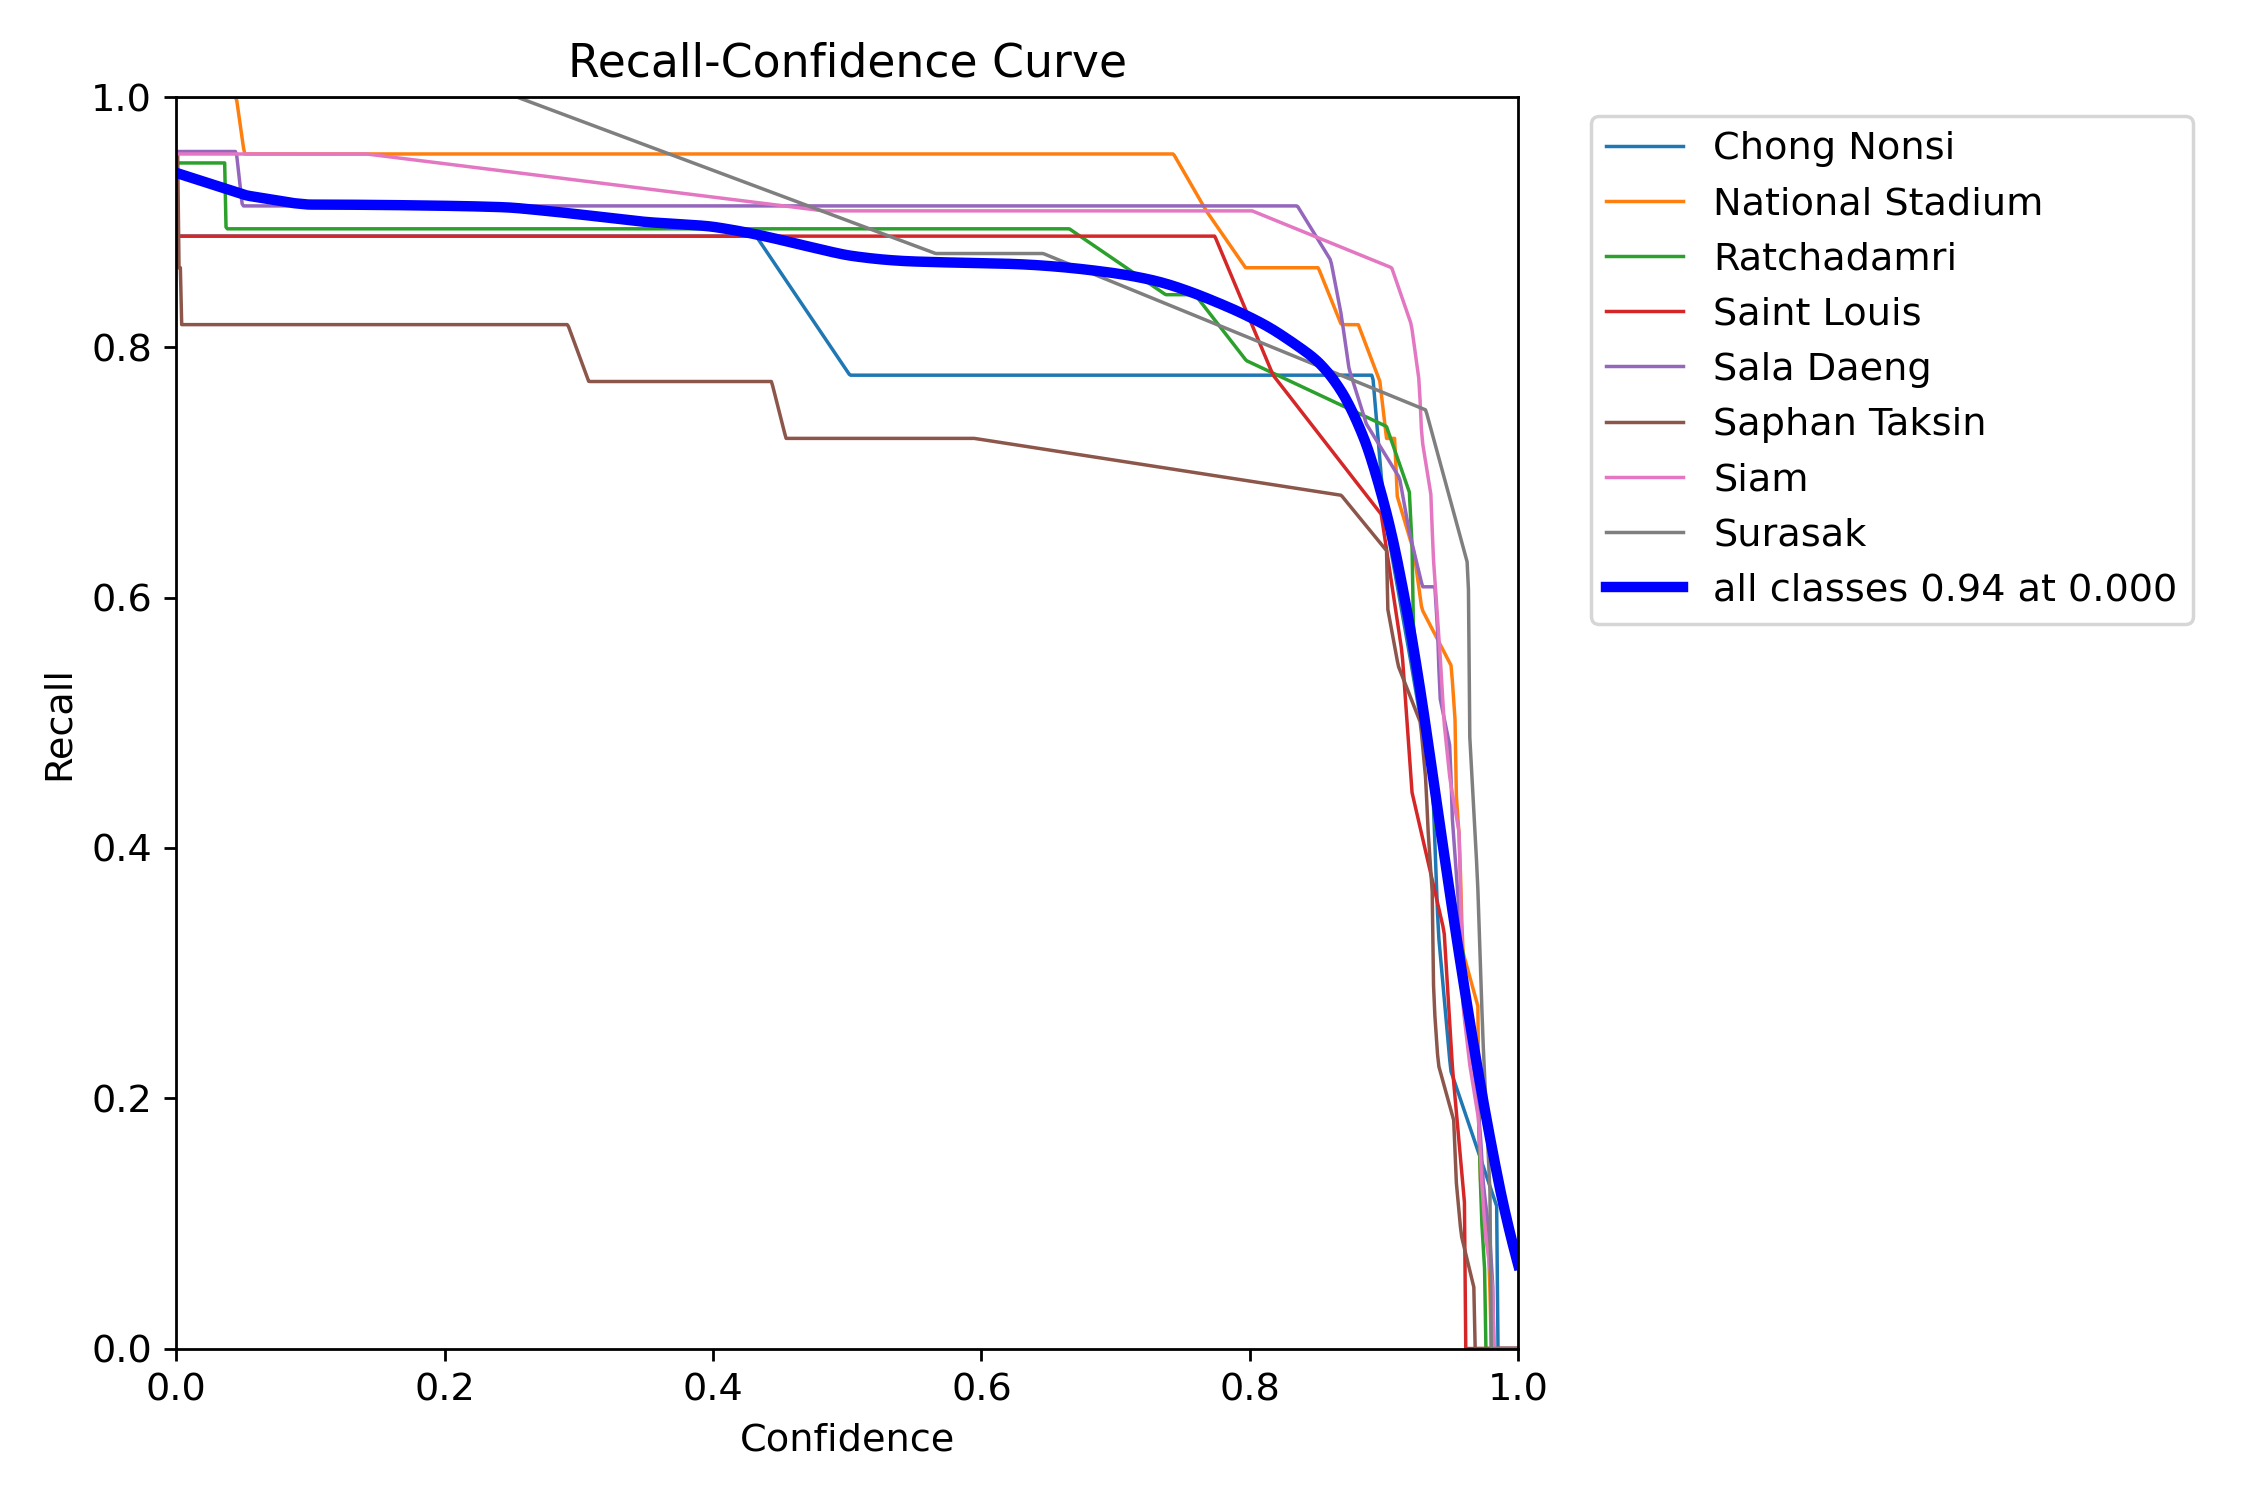 Recall-Confidence Curve
1.0
0.8
0.6
0.4
0.2
0.0
Recall
0.0 0.2 0.4 0.6 0.8 1.0
Confidence
Chong Nonsi
National Stadium
Ratchadamri
Saint Louis
Sala Daeng
Saphan Taksin
Siam
Surasak
all classes 0.94 at 0.000